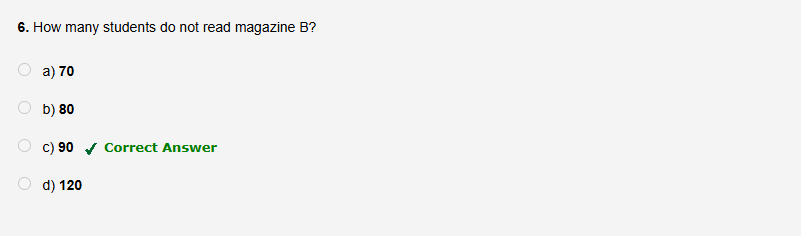 6. How many students do not read magazine B?
a) 70
b) 80
c) 90 ✓ Correct Answer
d) 120